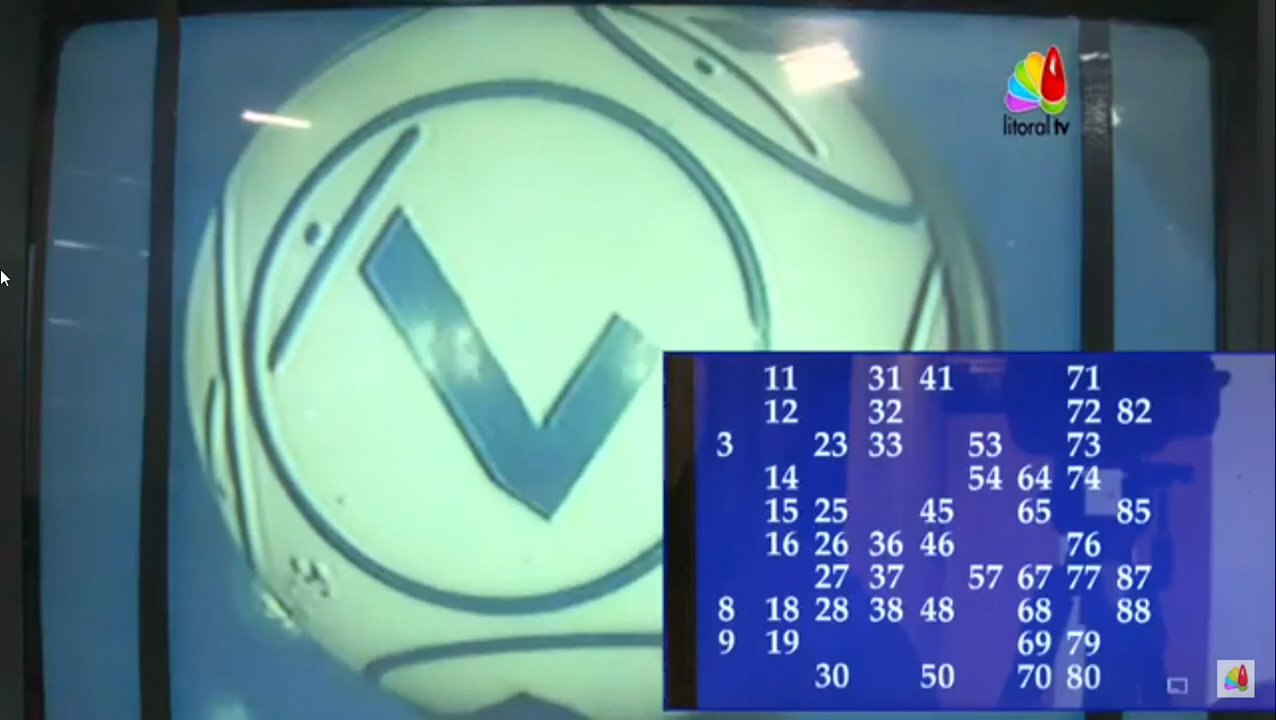 litoral tv
7
11 31 41 71
12 32 72 82
3 23 33 53 73
14 54 64 74
15 25 45 65 85
16 26 36 46 76
27 37 57 67 77 87
8 18 28 38 48 68 88
9 19 69 79
30 50 70 80